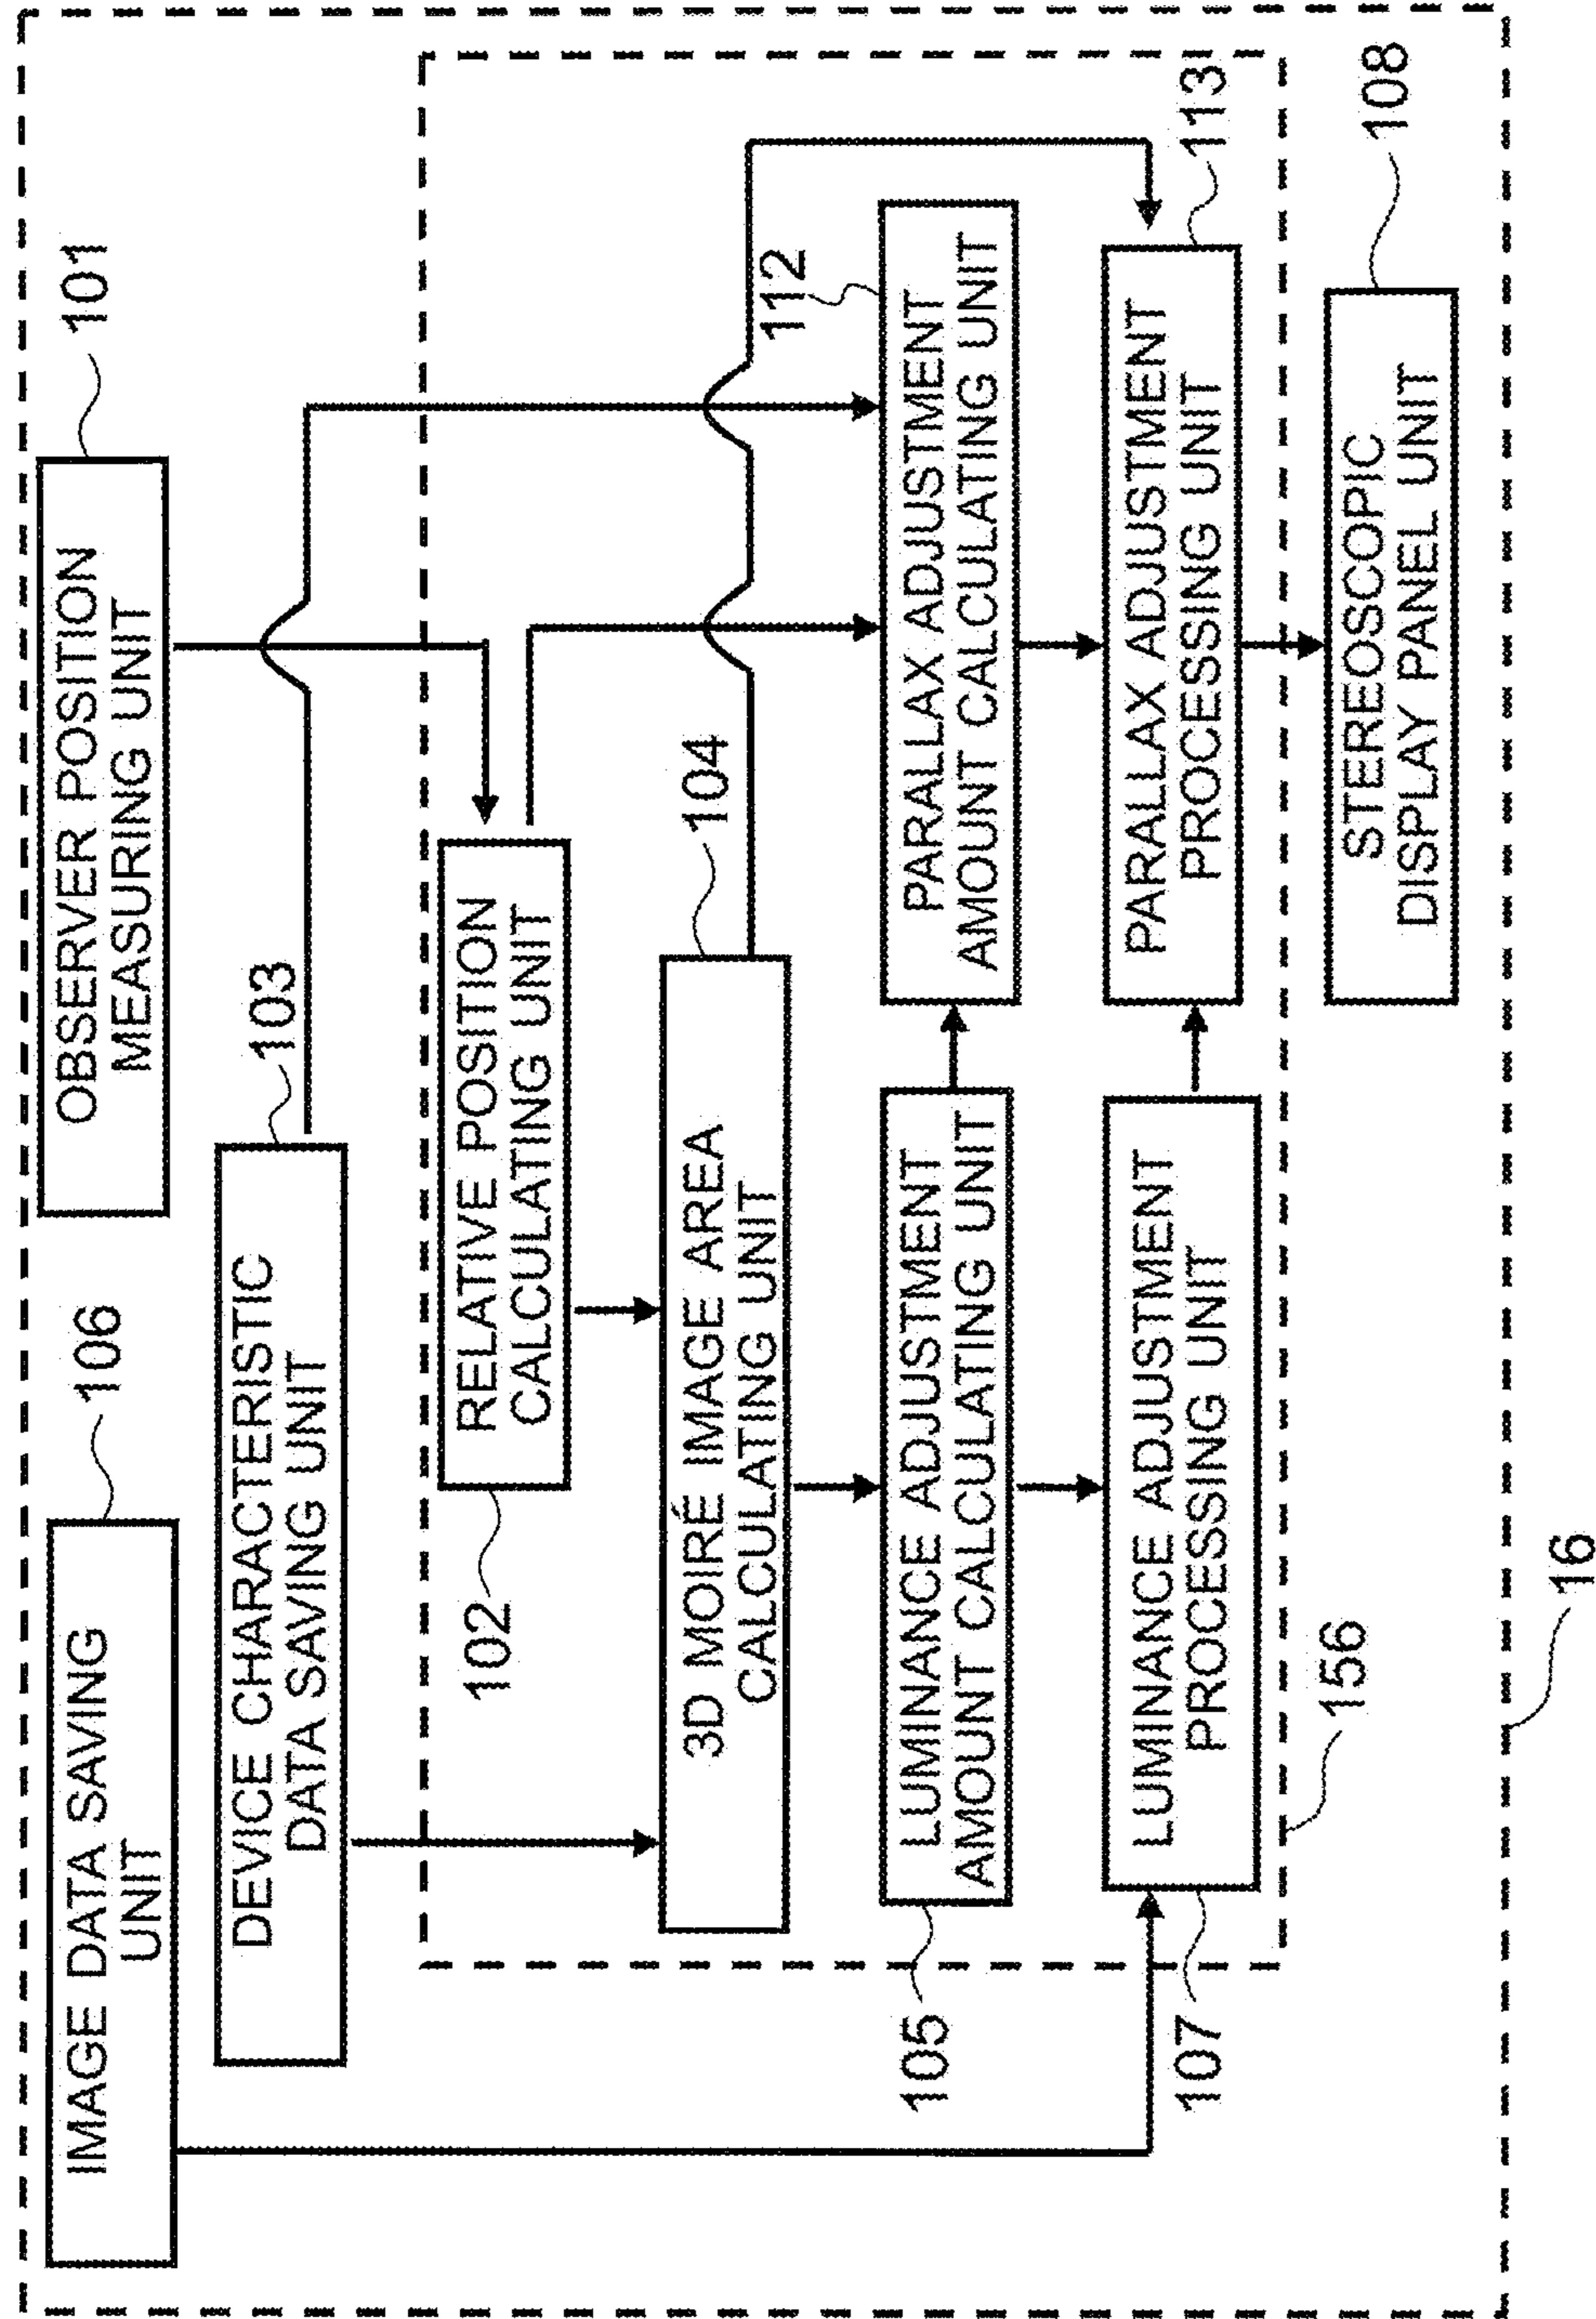 IMAGE DATA SAVING
UNIT
106
OBSERVER POSITION
MEASURING UNIT
101
DEVICE CHARACTERISTIC
DATA SAVING UNIT
103
RELATIVE POSITION
CALCULATING UNIT
102
3D MOIRÉ IMAGE AREA
CALCULATING UNIT
104
LUMINANCE ADJUSTMENT
AMOUNT CALCULATING UNIT
105
PARALLAX ADJUSTMENT
AMOUNT CALCULATING UNIT
112
LUMINANCE ADJUSTMENT
PROCESSING UNIT
107
PARALLAX ADJUSTMENT
PROCESSING UNIT
113
156
STEREOSCOPIC
DISPLAY PANEL UNIT
108
16